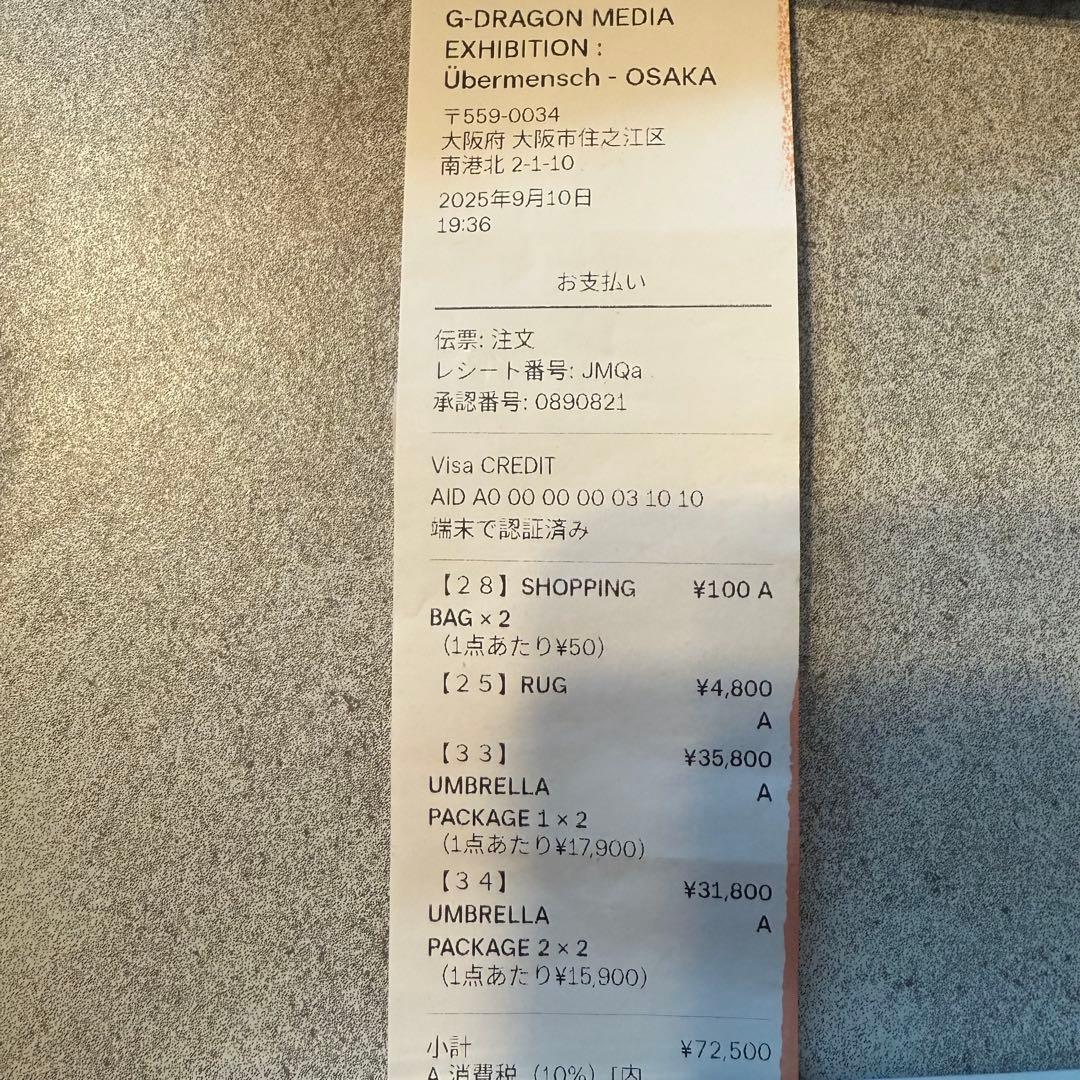 G-DRAGON MEDIA
EXHIBITION :
Übermensch - OSAKA
〒559-0034
大阪府 大阪市住之江区
南港北 2-1-10
2025年9月10日
19:36
お支払い
伝票: 注文
レシート番号: JMQa
承認番号: 0890821
Visa CREDIT
AID A0 00 00 00 03 10 10
端末で認証済み
【２８】SHOPPING ¥100 A
BAG × 2
（1点あたり¥50）
【２５】RUG ¥4,800
A
【３３】 ¥35,800
UMBRELLA A
PACKAGE 1 × 2
（1点あたり¥17,900）
【３４】 ¥31,800
UMBRELLA A
PACKAGE 2 × 2
（1点あたり¥15,900）
小計 ¥72,500
A 消費税（10%）［内